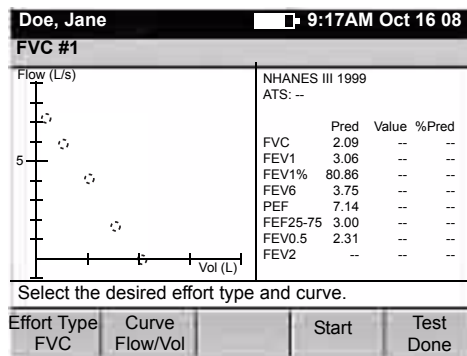 Doe, Jane 9:17AM Oct 16 08
FVC #1
Flow (L/s)
5
Vol (L)
NHANES III 1999
ATS: --
Pred Value %Pred
FVC 2.09 -- --
FEV1 3.06 -- --
FEV1% 80.86 -- --
FEV6 3.75 -- --
PEF 7.14 -- --
FEF25-75 3.00 -- --
FEV0.5 2.31 -- --
FEV2 -- -- --
Select the desired effort type and curve.
Effort Type Curve Start Test
FVC Flow/Vol Done